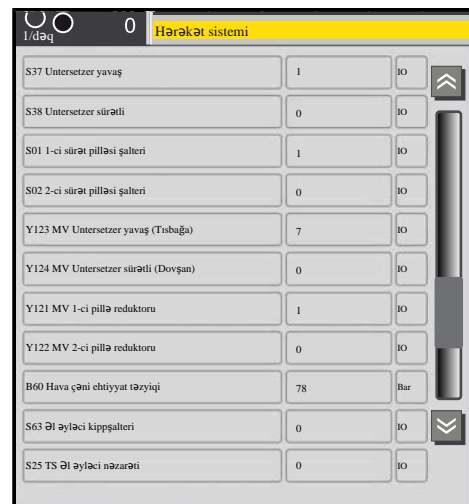 1/dəq 0 Hərəkət sistemi
S37 Untersetzer yavaş 1 IO
S38 Untersetzer sürətli 0 IO
S01 1-ci sürət pilləsi şalteri 1 IO
S02 2-ci sürət pilləsi şalteri 0 IO
Y123 MV Untersetzer yavaş (Tısbağa) 7 IO
Y124 MV Untersetzer sürətli (Dovşan) 0 IO
Y121 MV 1-ci pillə reduktoru 1 IO
Y122 MV 2-ci pillə reduktoru 0 IO
B60 Hava çəni ehtiyyat təzyiqi 78 Bar
S63 Əl əyləci kippşalteri 0 IO
S25 TS Əl əyləci nəzarəti 0 IO